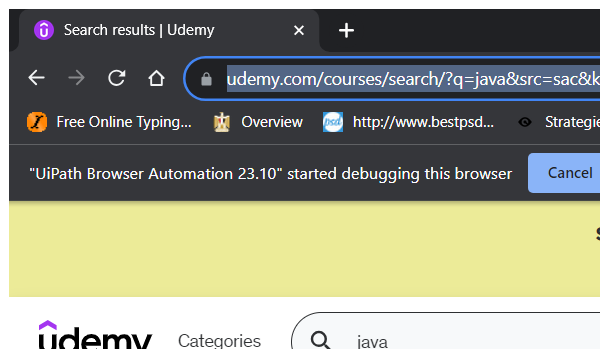 Search results | Udemy
udemy.com/courses/search/?q=java&src=sac&k
Free Online Typing... Overview http://www.bestpsd... Strategie
"UiPath Browser Automation 23.10" started debugging this browser Cancel
ûdemy Categories java